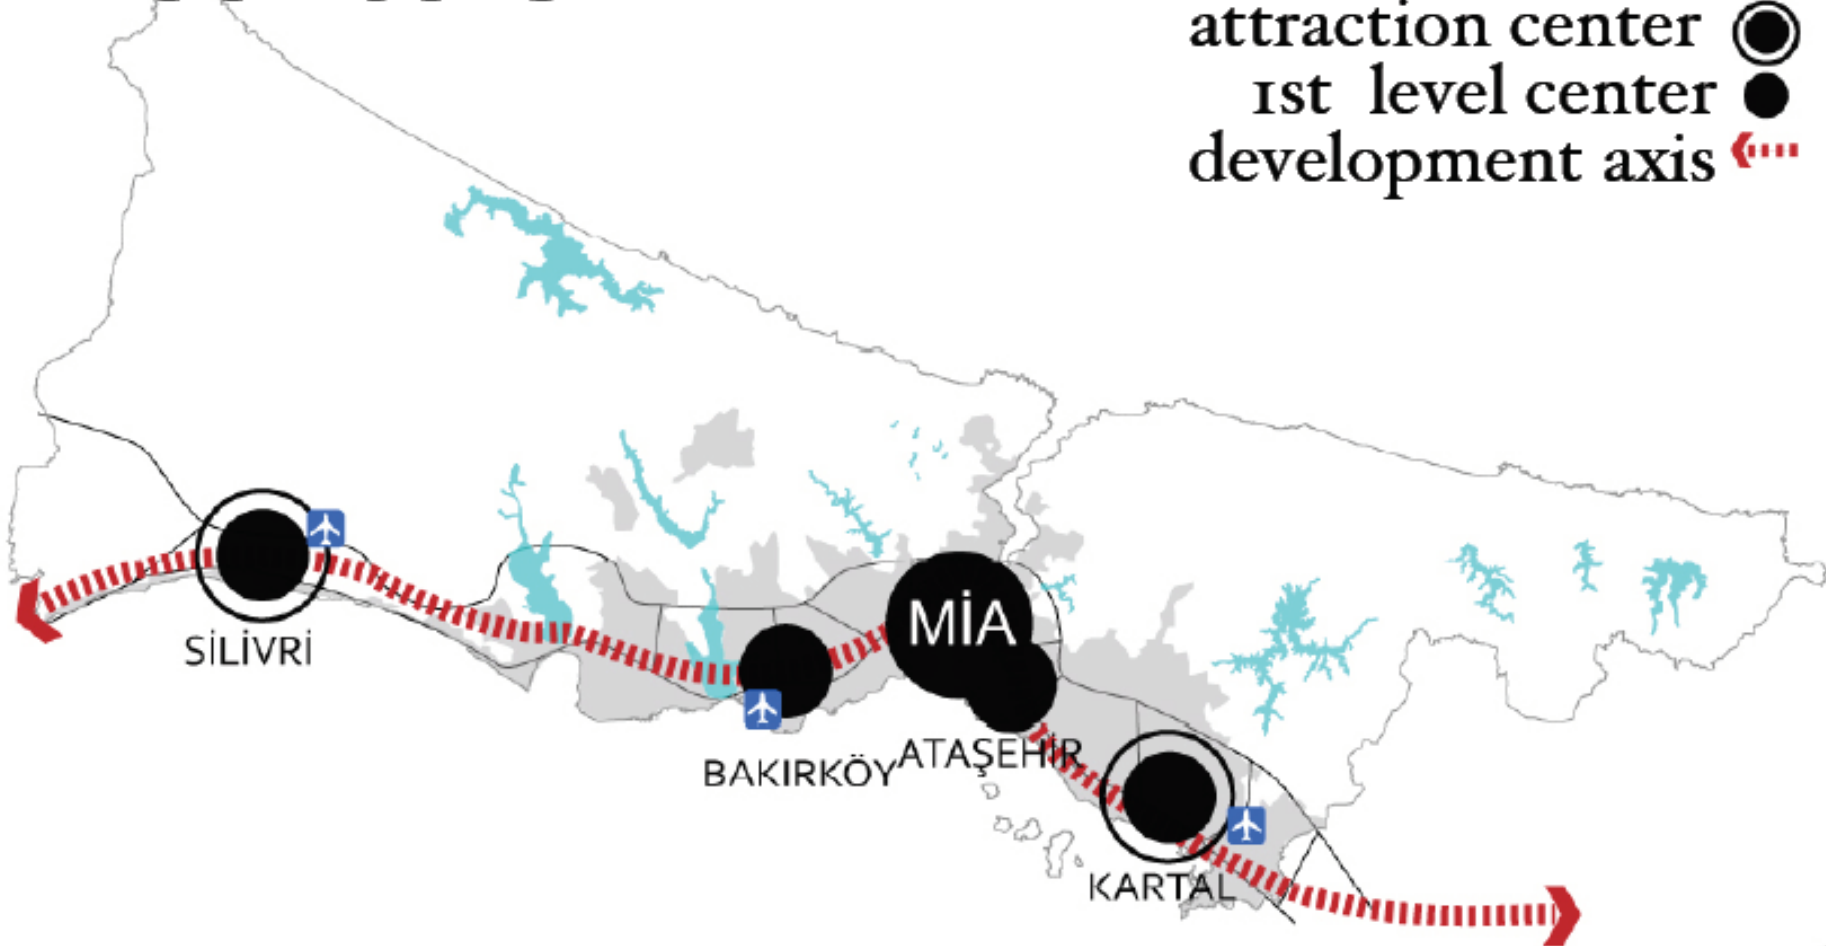 attraction center
1st level center
development axis
MİA
SİLİVRİ
ATAŞEHİR
BAKIRKÖY
KARTAL